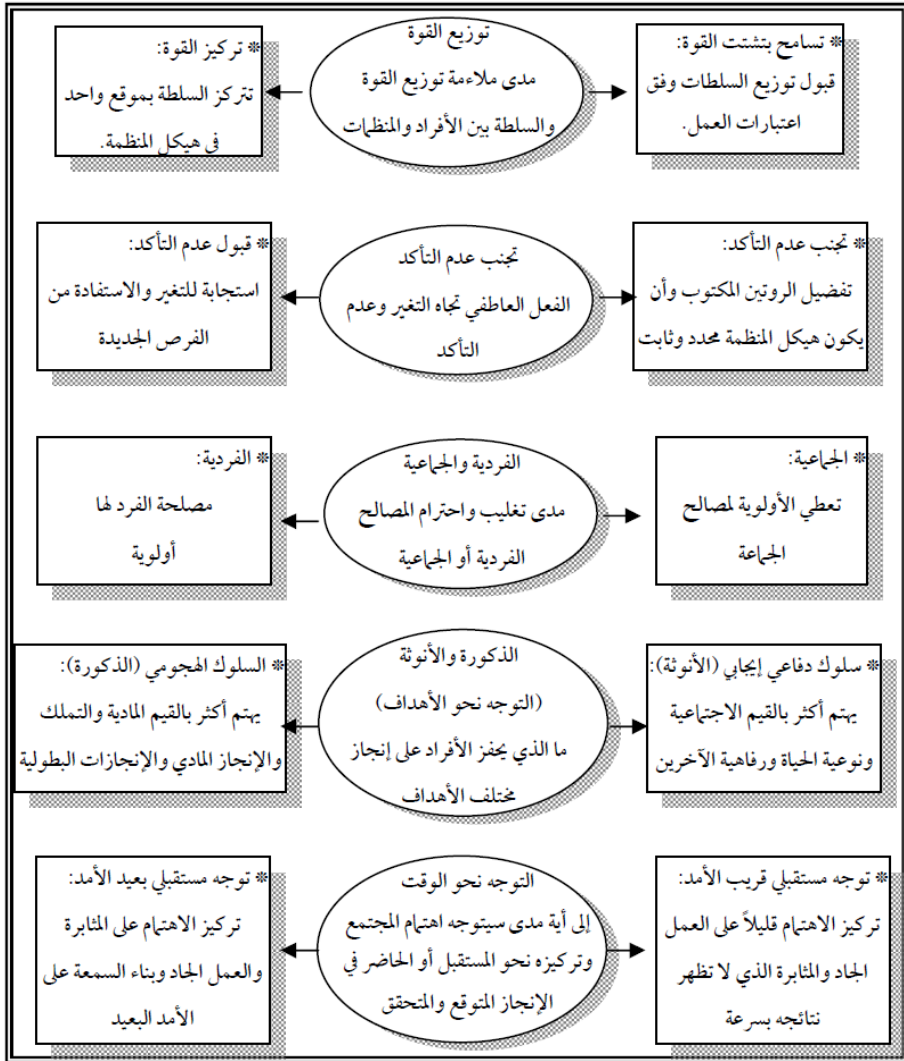 * تسامح بتشتت القوة:
قبول توزيع السلطات وفق
اعتبارات العمل.
توزيع القوة
مدى ملاءمة توزيع القوة
والسلطة بين الأفراد والمنظمات
* تركيز القوة:
تتركز السلطة بموقع واحد
في هيكل المنظمة.
* تجنب عدم التأكد:
تفضيل الروتين المكتوب وأن
يكون هيكل المنظمة محدد وثابت
تجنب عدم التأكد
الفعل العاطفي تجاه التغير وعدم
التأكد
* قبول عدم التأكد:
استجابة للتغير والاستفادة من
الفرص الجديدة
* الجماعية:
تعطي الأولوية لمصالح
الجماعة
الفردية والجماعية
مدى تغليب واحترام المصالح
الفردية أو الجماعية
* الفردية:
مصلحة الفرد لها
أولوية
* سلوك دفاعي إيجابي (الأنوثة):
يهتم أكثر بالقيم الاجتماعية
ونوعية الحياة ورفاهية الآخرين
الذكورة والأنوثة
(التوجه نحو الأهداف)
ما الذي يحفز الأفراد على إنجاز
مختلف الأهداف
* السلوك الهجومي (الذكورة):
يهتم أكثر بالقيم المادية والتملك
والإنجاز المادي والإنجازات البطولية
* توجه مستقبلي قريب الأمد:
تركيز الاهتمام قليلاً على العمل
الجاد والمثابرة الذي لا تظهر
نتائجه بسرعة
التوجه نحو الوقت
إلى أية مدى سيتوجه اهتمام المجتمع
وتركيزه نحو المستقبل أو الحاضر في
الإنجاز المتوقع والمتحقق
* توجه مستقبلي بعيد الأمد:
تركيز الاهتمام على المثابرة
والعمل الجاد وبناء السمعة على
الأمد البعيد